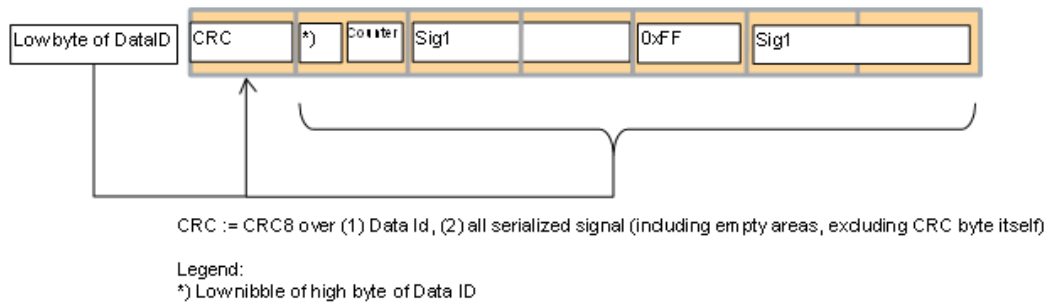 Lowbyte of DataID CRC *) Counter Sig1 0xFF Sig1
CRC := CRC8 over (1) Data Id, (2) all serialized signal (including empty areas, excluding CRC byte itself)
Legend:
*) Lownibble of high byte of Data ID